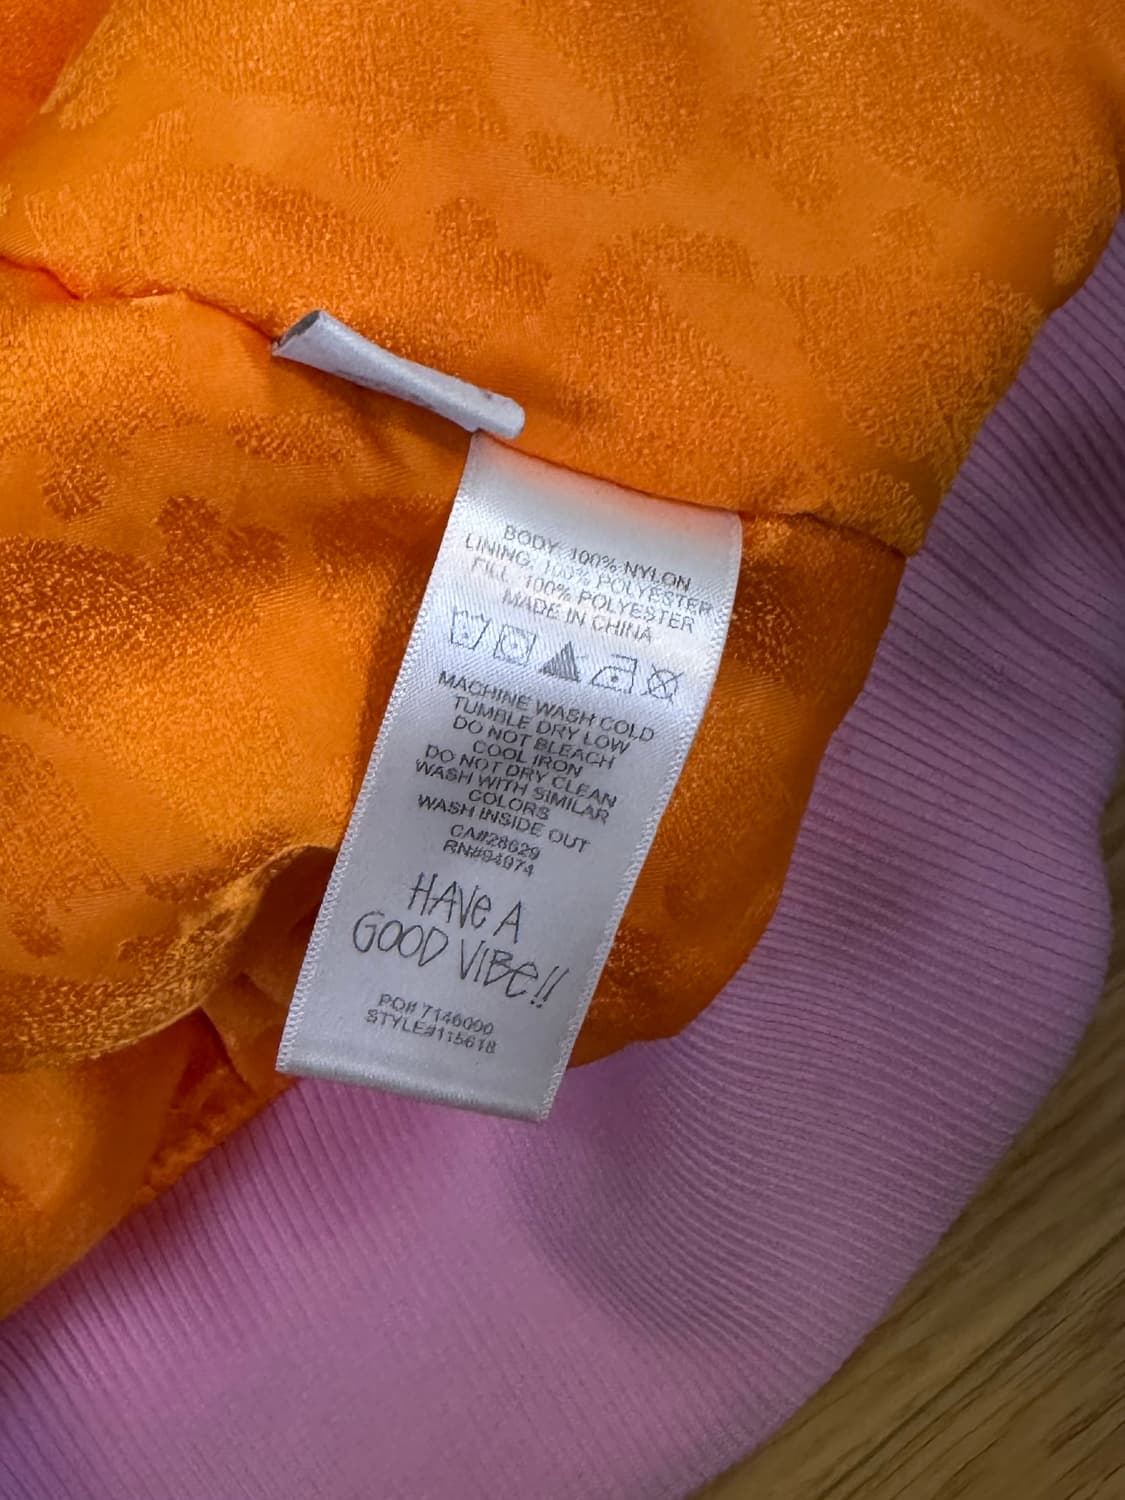 BODY: 100% NYLON
LINING: 100% POLYESTER
FILL: 100% POLYESTER
MADE IN CHINA
MACHINE WASH COLD
TUMBLE DRY LOW
DO NOT BLEACH
COOL IRON
DO NOT DRY CLEAN
WASH WITH SIMILAR
COLORS
WASH INSIDE OUT
CA#28629
RN#94974
HAVE A
GOOD VIBE!!
PO# 7146090
STYLE#115618